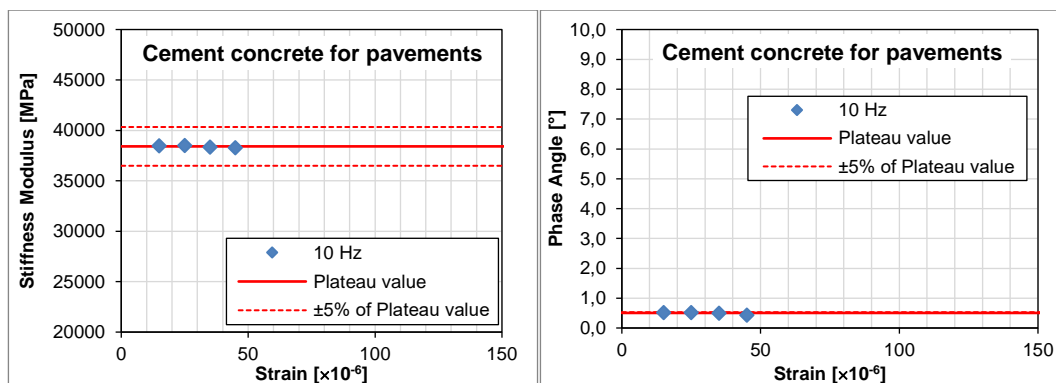 Cement concrete for pavements
Stiffness Modulus [MPa]
50000
45000
40000
35000
30000
25000
20000
10 Hz
Plateau value
±5% of Plateau value
0
50
100
150
Strain [×10⁻⁶]
Cement concrete for pavements
Phase Angle [°]
10,0
9,0
8,0
7,0
6,0
5,0
4,0
3,0
2,0
1,0
0,0
10 Hz
Plateau value
±5% of Plateau value
0
50
100
150
Strain [×10⁻⁶]